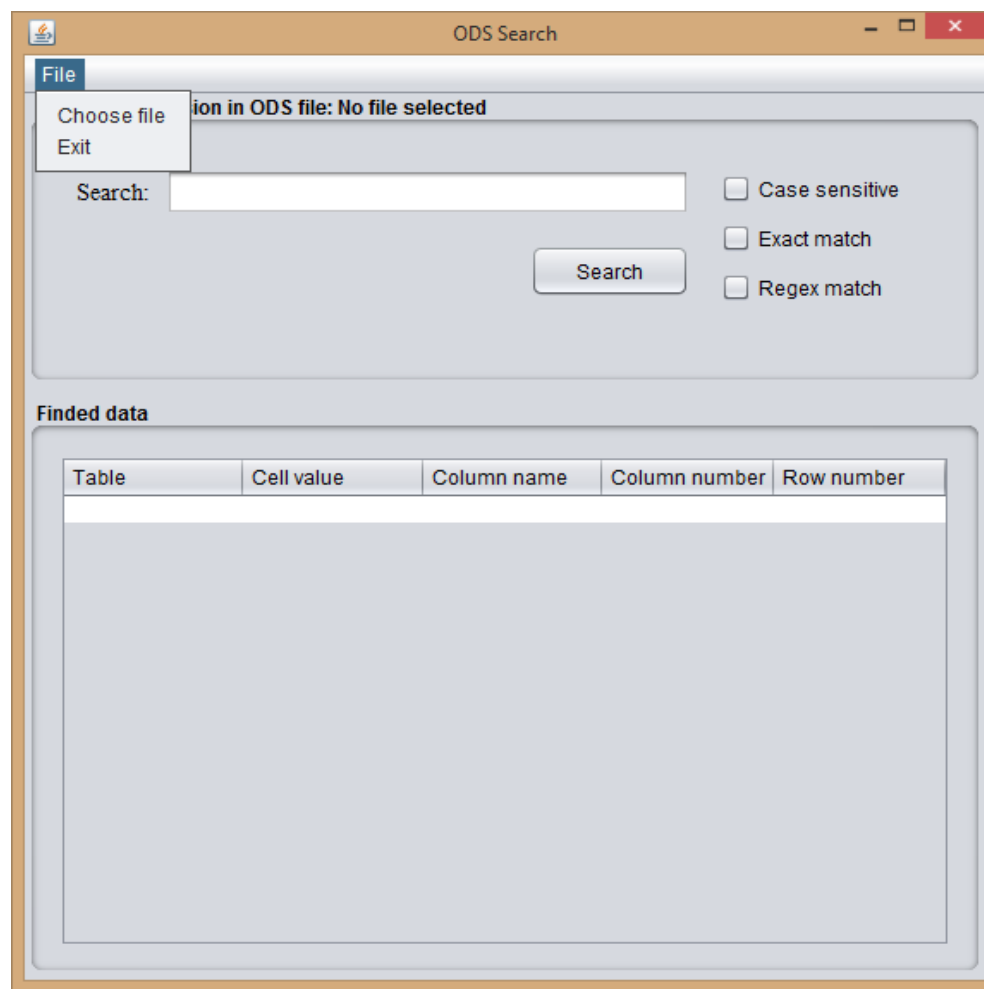 ODS Search
File
Choose file
Exit
in ODS file: No file selected
Search:
Case sensitive
Exact match
Search
Regex match
Finded data
Table Cell value Column name Column number Row number